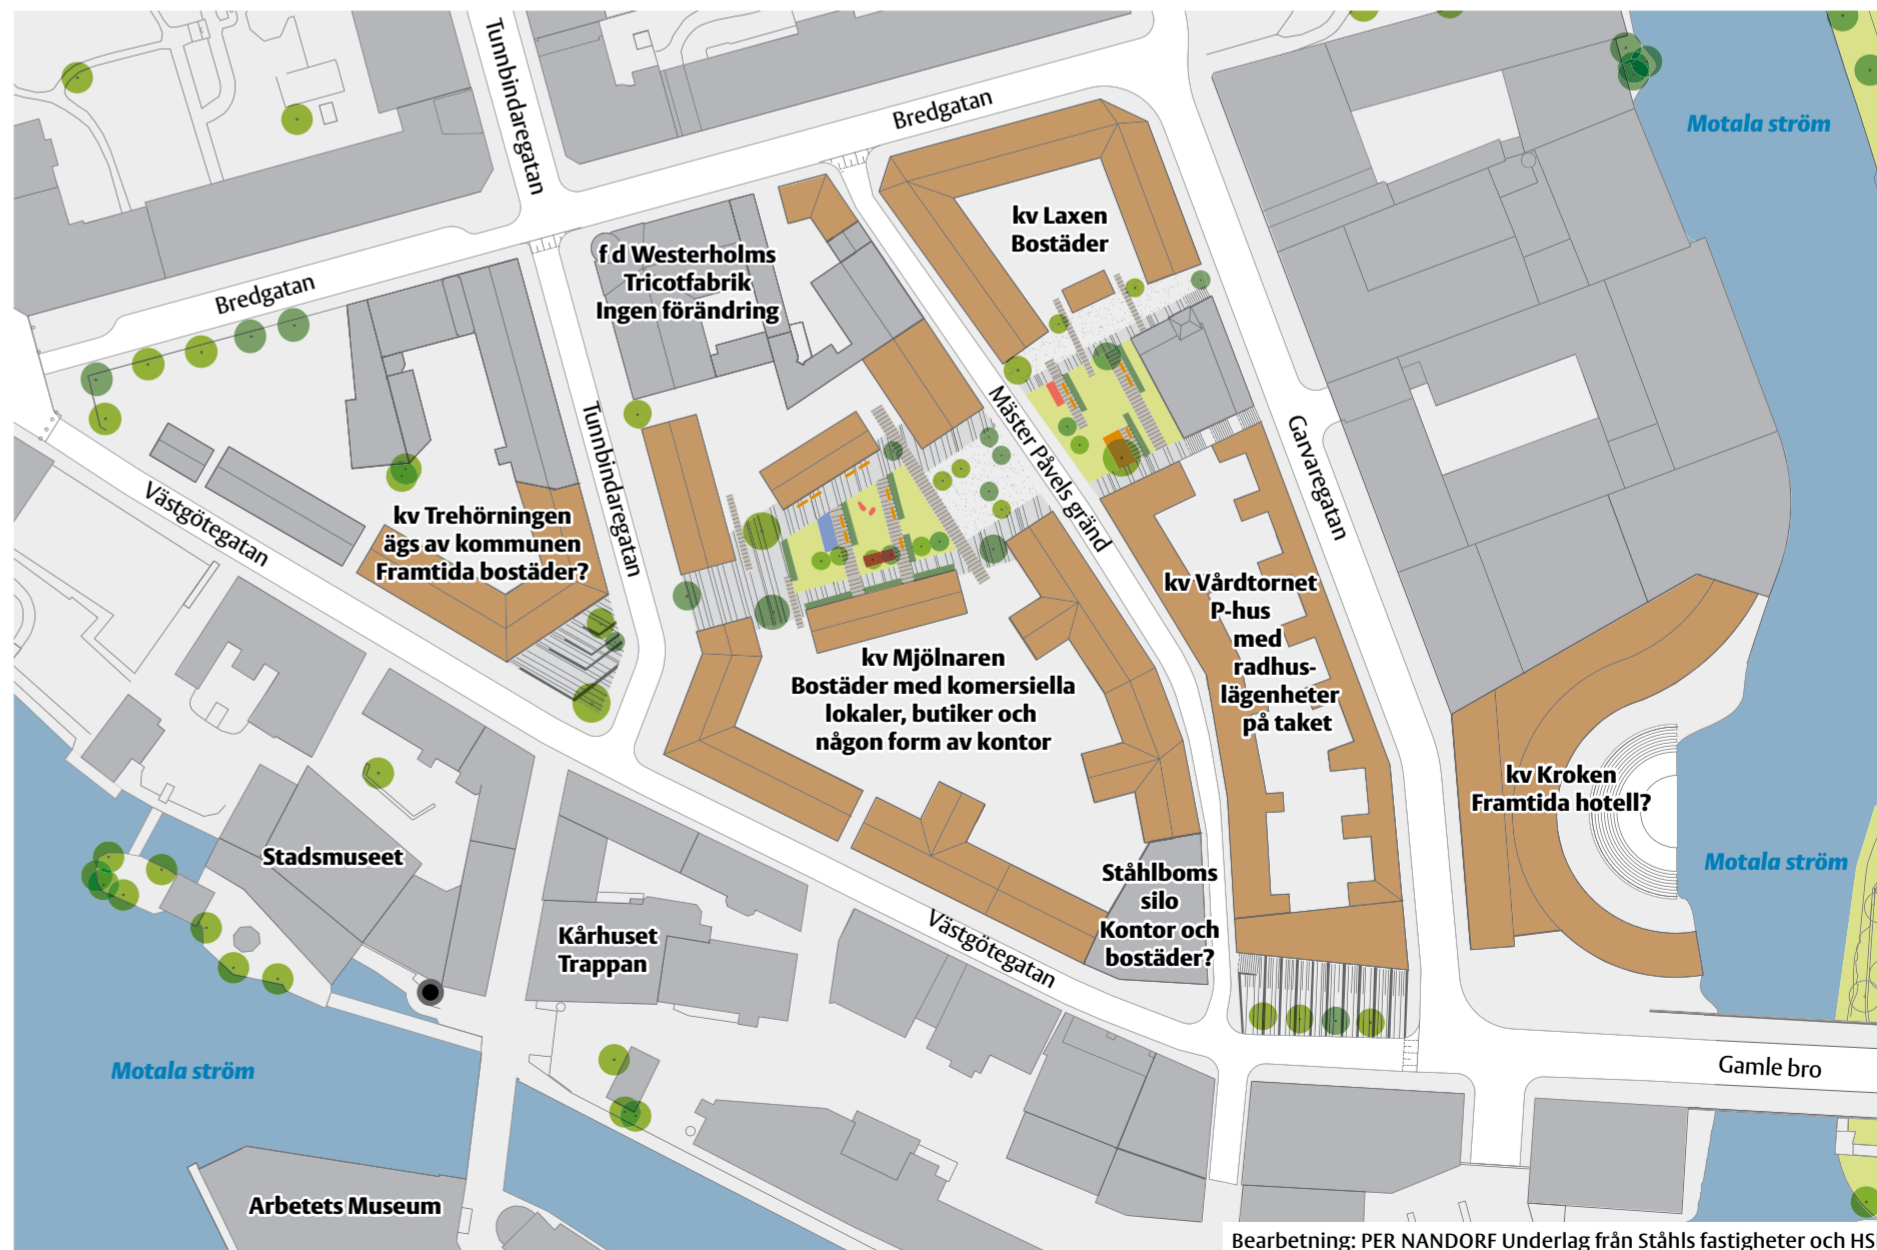 Tunnbindaregatan
Bredgatan
Motala ström
kv Laxen
Bostäder
f d Westerholms
Tricotfabrik
Ingen förändring
Bredgatan
Tunnbindaregatan
Mäster Påvels gränd
Garvaregatan
Västgötegatan
kv Trehörningen
ägs av kommunen
Framtida bostäder?
kv Vårdtornet
P-hus
med
radhus-
lägenheter
på taket
kv Mjölnaren
Bostäder med komersiella
lokaler, butiker och
någon form av kontor
kv Kroken
Framtida hotell?
Stadsmuseet
Motala ström
Ståhlboms
silo
Kontor och
bostäder?
Kårhuset
Trappan
Västgötegatan
Motala ström
Gamle bro
Arbetets Museum
Bearbetning: PER NANDORF Underlag från Ståhls fastigheter och HS